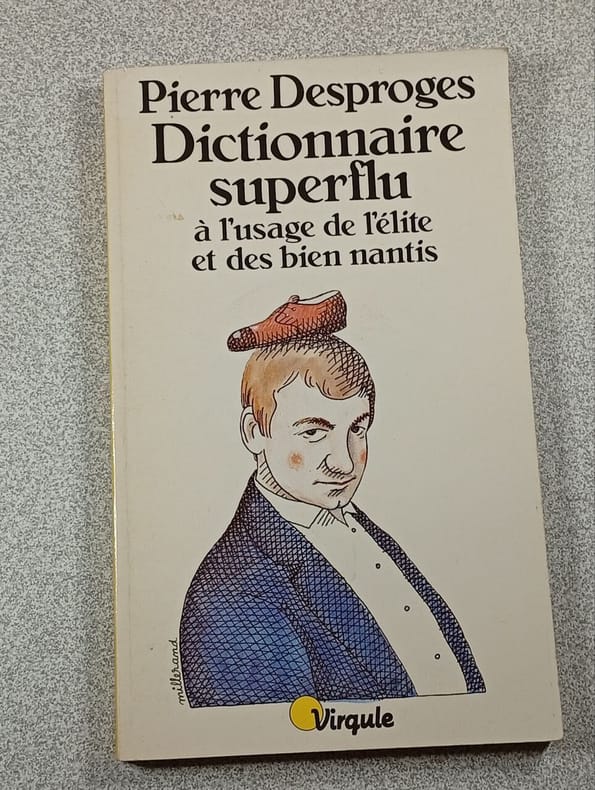 Pierre Desproges
Dictionnaire
superflu
à l'usage de l'élite
et des bien nantis
millerand
Virgule